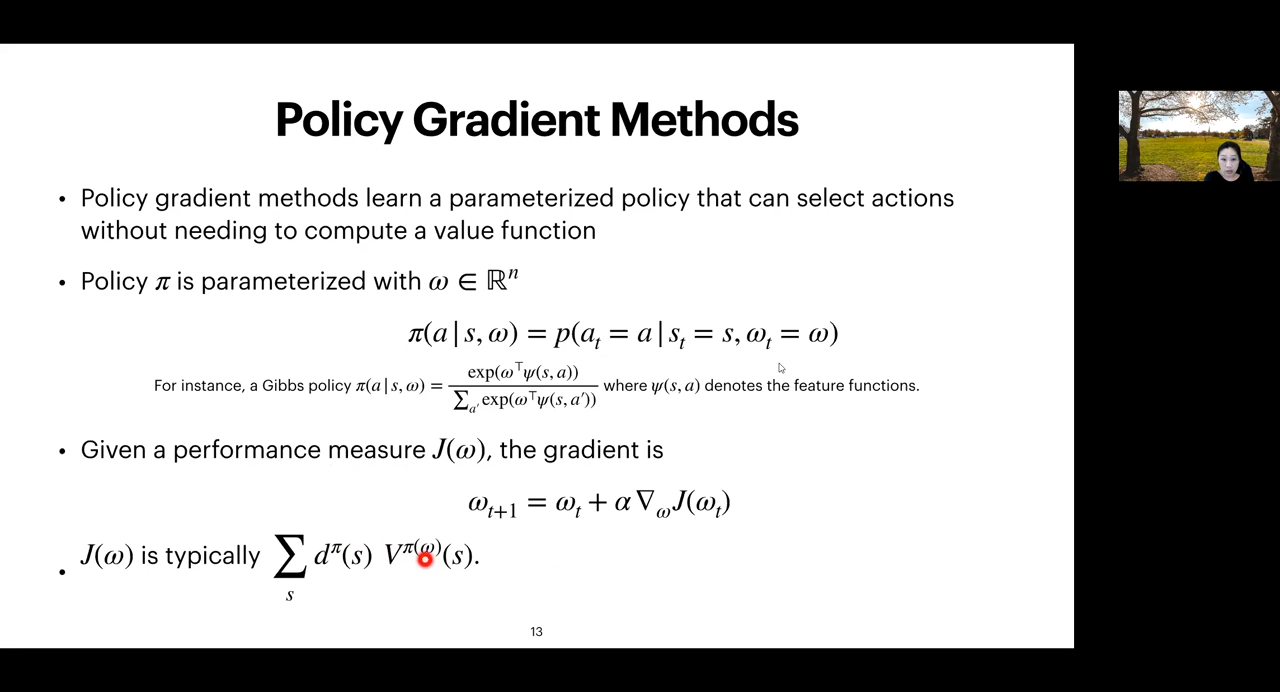 Policy Gradient Methods
• Policy gradient methods learn a parameterized policy that can select actions
without needing to compute a value function
• Policy π is parameterized with ω ∈ ℝⁿ
π(a | s, ω) = p(aₜ = a | sₜ = s, ωₜ = ω)
For instance, a Gibbs policy π(a | s, ω) = exp(ω⊤ψ(s, a)) / ∑ₐ′ exp(ω⊤ψ(s, a′)) where ψ(s, a) denotes the feature functions.
• Given a performance measure J(ω), the gradient is
ωₜ₊₁ = ωₜ + α ∇_ω J(ωₜ)
• J(ω) is typically ∑ₛ d^π(s) V^π(ω)(s).
13